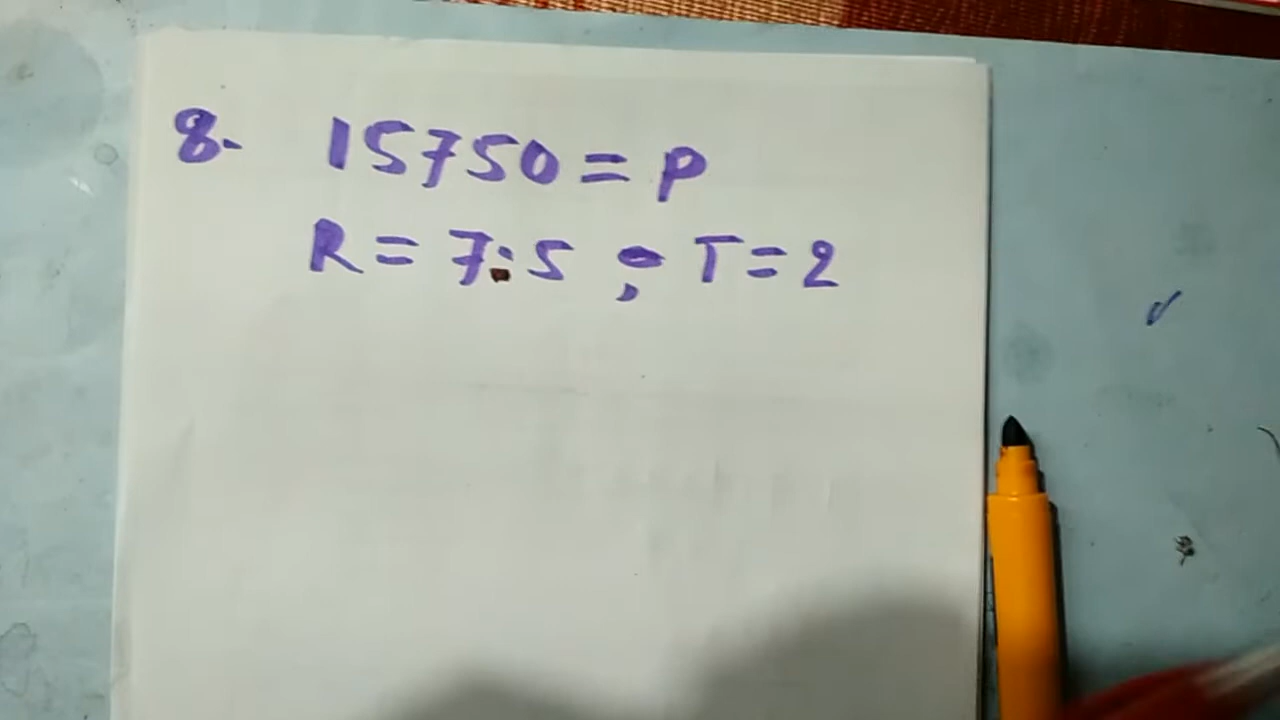 8. 15750 = P
R = 7.5 ; T = 2